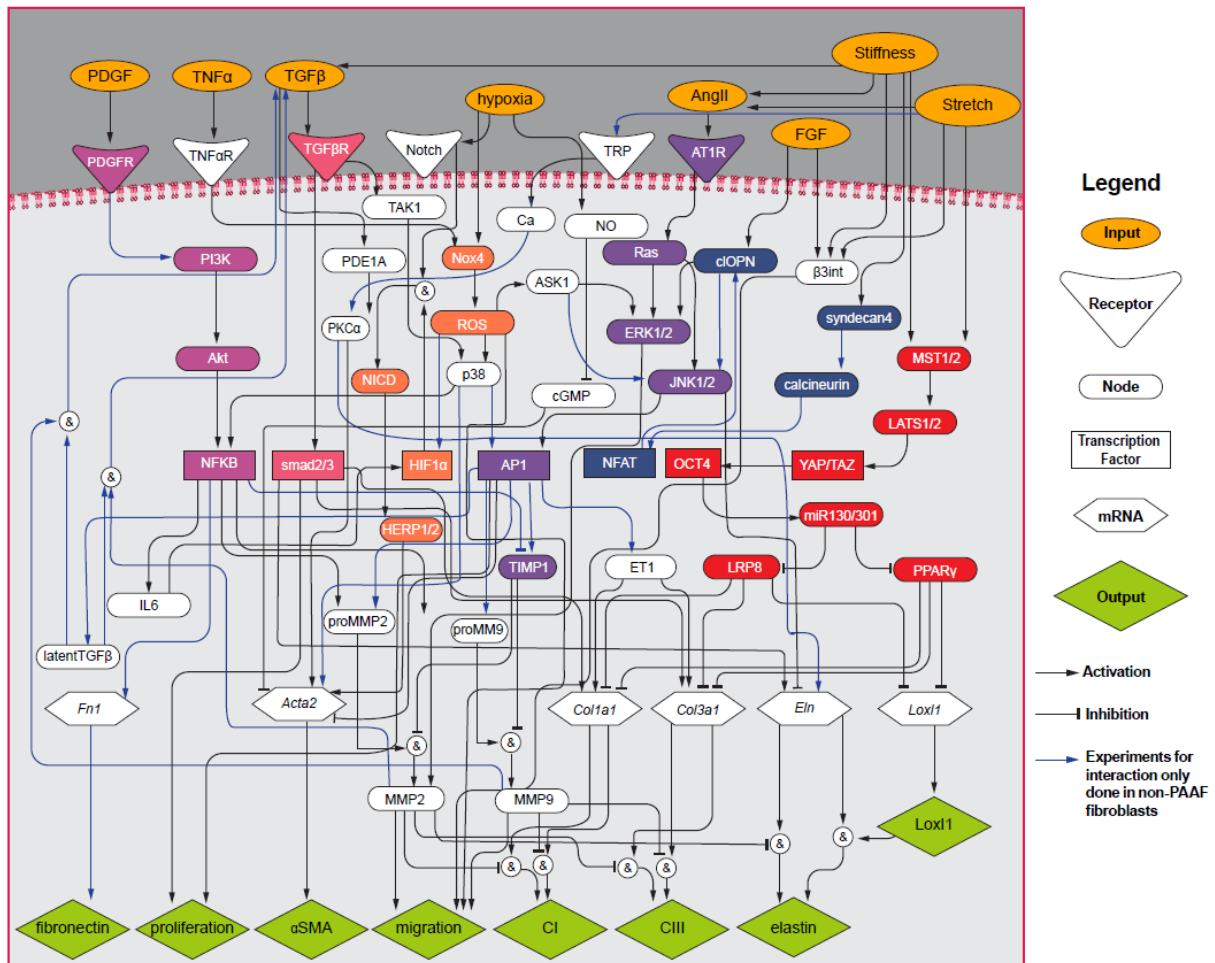 Stiffness
PDGF
TNFα
TGFβ
hypoxia
AngII
Stretch
FGF
PDGFR
TNFαR
TGFβR
Notch
TRP
AT1R
TAK1
Ca
NO
PI3K
PDE1A
Nox4
Ras
clOPN
β3int
&
ASK1
PKCα
ROS
ERK1/2
syndecan4
Akt
NICD
p38
JNK1/2
MST1/2
cGMP
calcineurin
&
LATS1/2
NFKB
smad2/3
HIF1α
AP1
NFAT
OCT4
YAP/TAZ
&
HERP1/2
miR130/301
TIMP1
ET1
LRP8
PPARγ
IL6
proMMP2
proMM9
latentTGFβ
Fn1
Acta2
Col1a1
Col3a1
Eln
Loxl1
&
&
MMP2
MMP9
Loxl1
&
&
&
&
&
&
fibronectin
proliferation
αSMA
migration
CI
CIII
elastin
Legend
Input
Receptor
Node
Transcription
Factor
mRNA
Output
Activation
Inhibition
Experiments for
interaction only
done in non-PAAF
fibroblasts